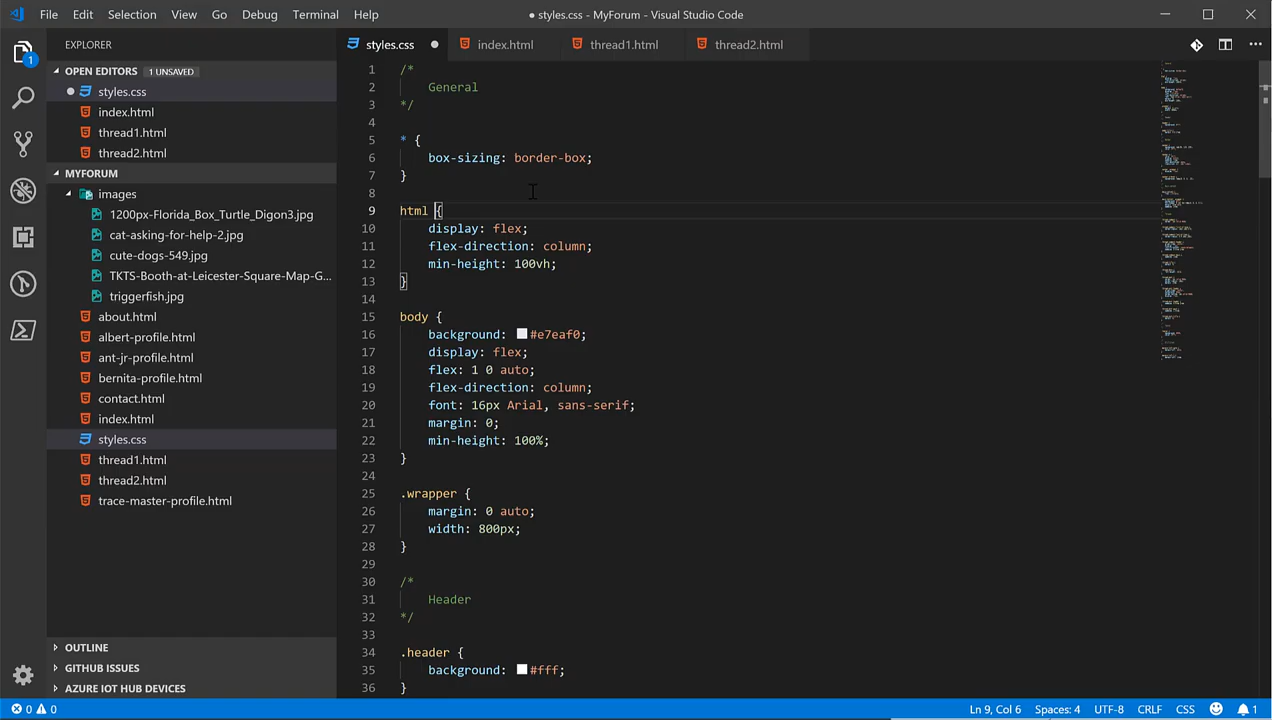 File Edit Selection View Go Debug Terminal Help
● styles.css - MyForum - Visual Studio Code
EXPLORER
OPEN EDITORS 1 UNSAVED
styles.css
index.html
thread1.html
thread2.html
MYFORUM
images
1200px-Florida_Box_Turtle_Digon3.jpg
cat-asking-for-help-2.jpg
cute-dogs-549.jpg
TKTS-Booth-at-Leicester-Square-Map-G...
triggerfish.jpg
about.html
albert-profile.html
ant-jr-profile.html
bernita-profile.html
contact.html
index.html
styles.css
thread1.html
thread2.html
trace-master-profile.html
OUTLINE
GITHUB ISSUES
AZURE IOT HUB DEVICES
1
styles.css index.html thread1.html thread2.html
1 /*
2 General
3 */
4
5 * {
6 box-sizing: border-box;
7 }
8
9 html {
10 display: flex;
11 flex-direction: column;
12 min-height: 100vh;
13 }
14
15 body {
16 background: #e7eaf0;
17 display: flex;
18 flex: 1 0 auto;
19 flex-direction: column;
20 font: 16px Arial, sans-serif;
21 margin: 0;
22 min-height: 100%;
23 }
24
25 .wrapper {
26 margin: 0 auto;
27 width: 800px;
28 }
29
30 /*
31 Header
32 */
33
34 .header {
35 background: #fff;
36 }
0 0 Ln 9, Col 6 Spaces: 4 UTF-8 CRLF CSS 1